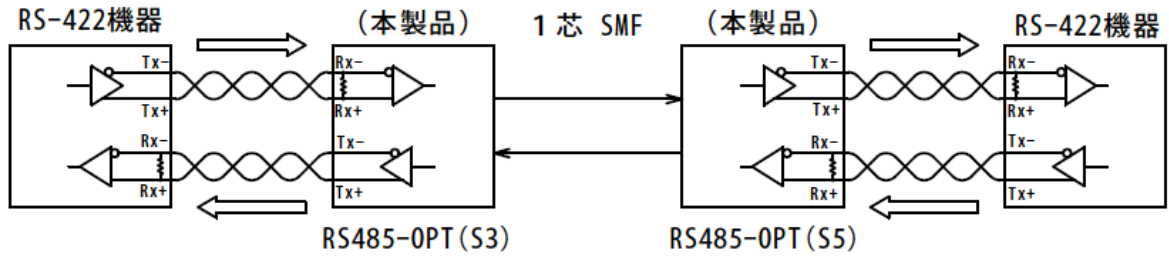 RS-422機器
(本製品)
1芯 SMF
(本製品)
RS-422機器
Tx-
Rx-
Tx-
Rx-
Tx+
Rx+
Tx+
Rx+
Rx-
Tx-
Rx-
Tx-
Rx+
Tx+
Rx+
Tx+
RS485-OPT(S3)
RS485-OPT(S5)